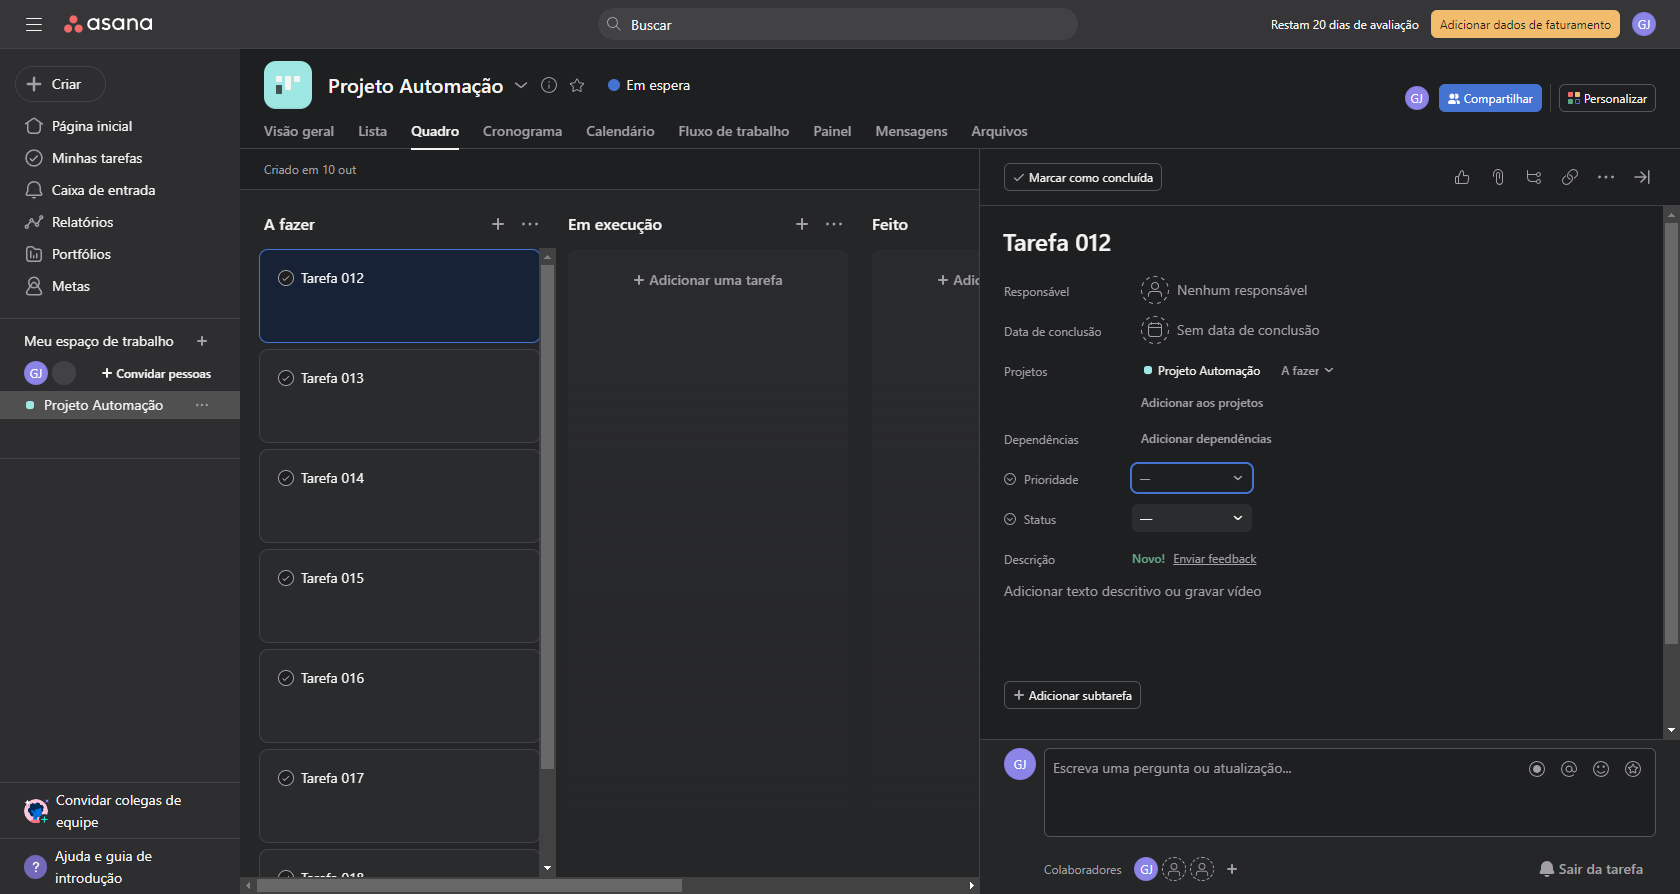 asana
Buscar
Restam 20 dias de avaliação
Adicionar dados de faturamento
GJ
Criar
Página inicial
Minhas tarefas
Caixa de entrada
Relatórios
Portfólios
Metas
Meu espaço de trabalho
GJ
Convidar pessoas
Projeto Automação
Convidar colegas de
equipe
? Ajuda e guia de
introdução
Projeto Automação
Em espera
GJ
Compartilhar
Personalizar
Visão geral
Lista
Quadro
Cronograma
Calendário
Fluxo de trabalho
Painel
Mensagens
Arquivos
Criado em 10 out
A fazer
Tarefa 012
Tarefa 013
Tarefa 014
Tarefa 015
Tarefa 016
Tarefa 017
Tarefa 018
Em execução
+ Adicionar uma tarefa
Feito
+ Adic
Marcar como concluída
Tarefa 012
Responsável
Nenhum responsável
Data de conclusão
Sem data de conclusão
Projetos
Projeto Automação
A fazer
Adicionar aos projetos
Dependências
Adicionar dependências
Prioridade
—
Status
—
Descrição
Novo! Enviar feedback
Adicionar texto descritivo ou gravar vídeo
+ Adicionar subtarefa
GJ
Escreva uma pergunta ou atualização...
Colaboradores
GJ
Sair da tarefa